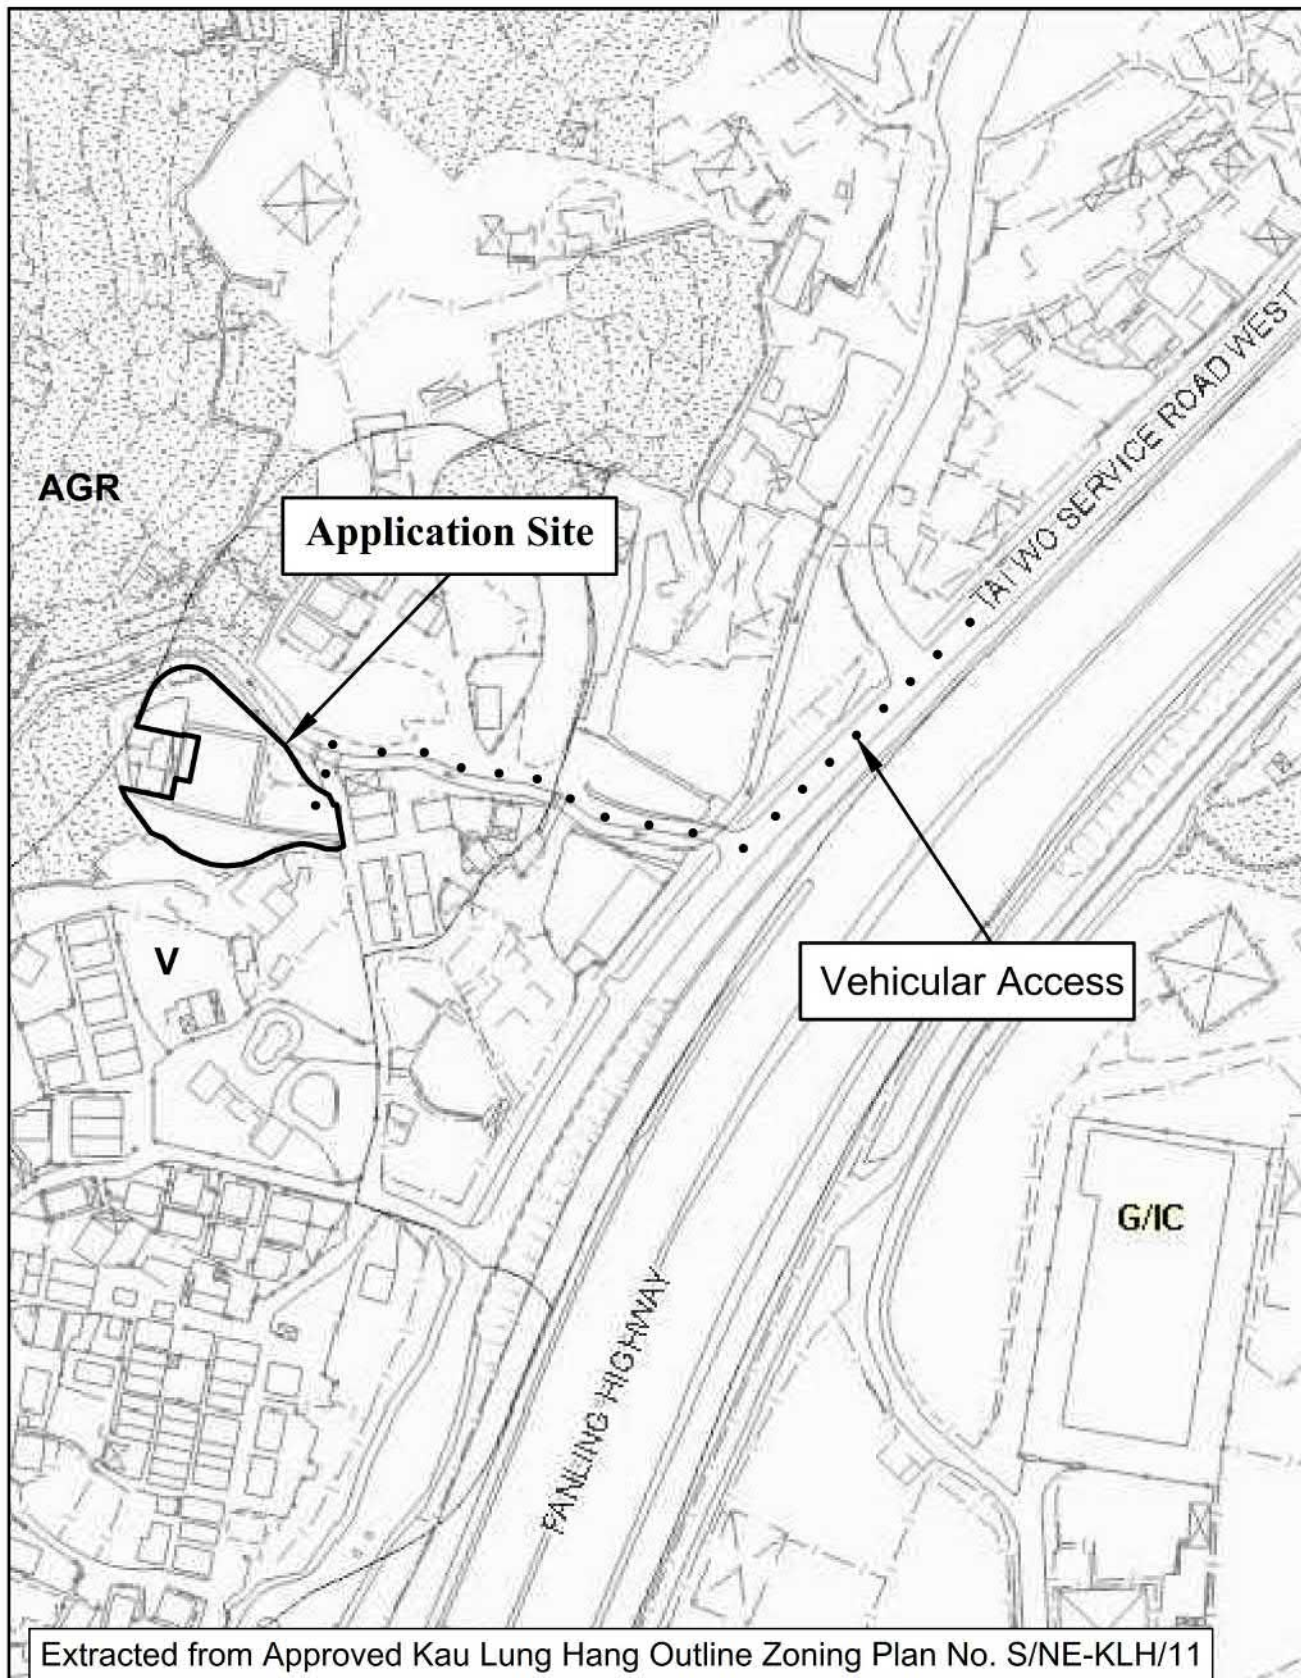 TAI WO SERVICE ROAD WEST
AGR
Application Site
V
Vehicular Access
G/IC
FANLING HIGHWAY
Extracted from Approved Kau Lung Hang Outline Zoning Plan No. S/NE-KLH/11